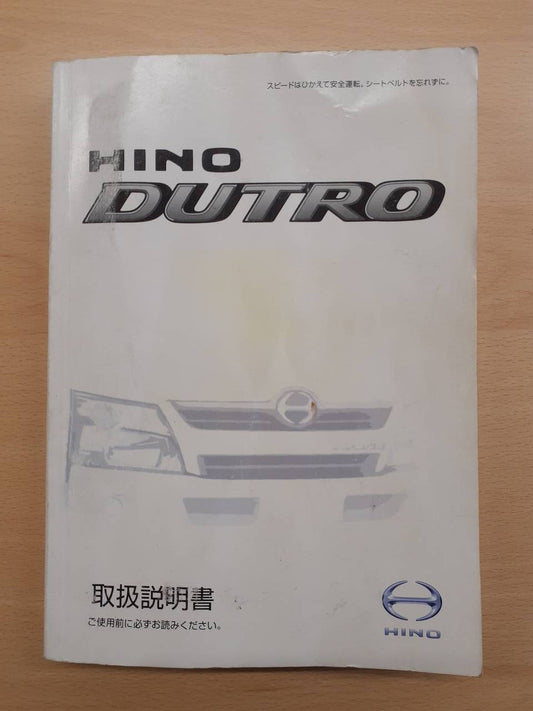 スピードはひかえて安全運転。シートベルトを忘れずに。
HINO
DUTRO
取扱説明書
ご使用前に必ずお読みください。
HINO